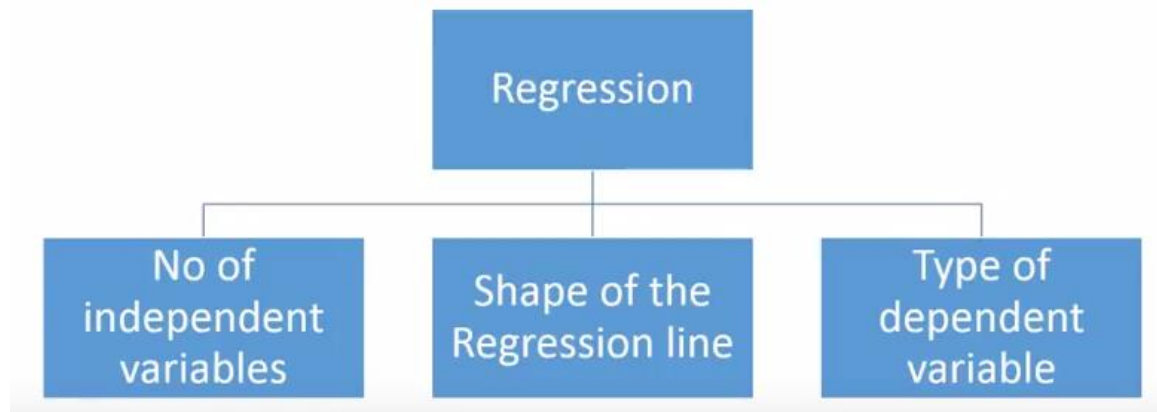 Regression
No of
independent
variables
Shape of the
Regression line
Type of
dependent
variable